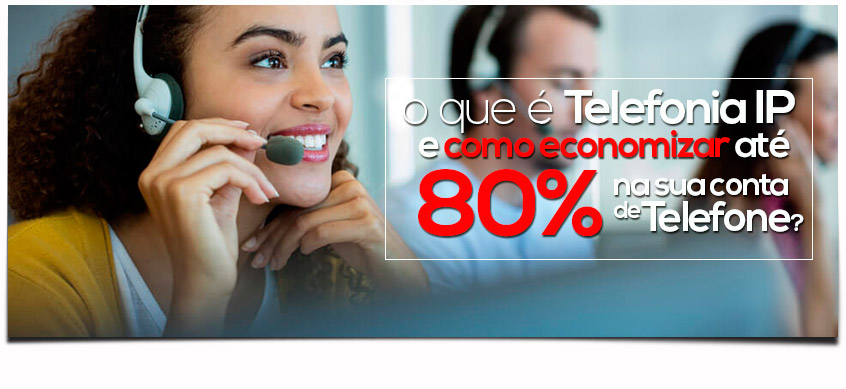 o que é Telefonia IP
e como economizar até
80% na sua conta
de Telefone?